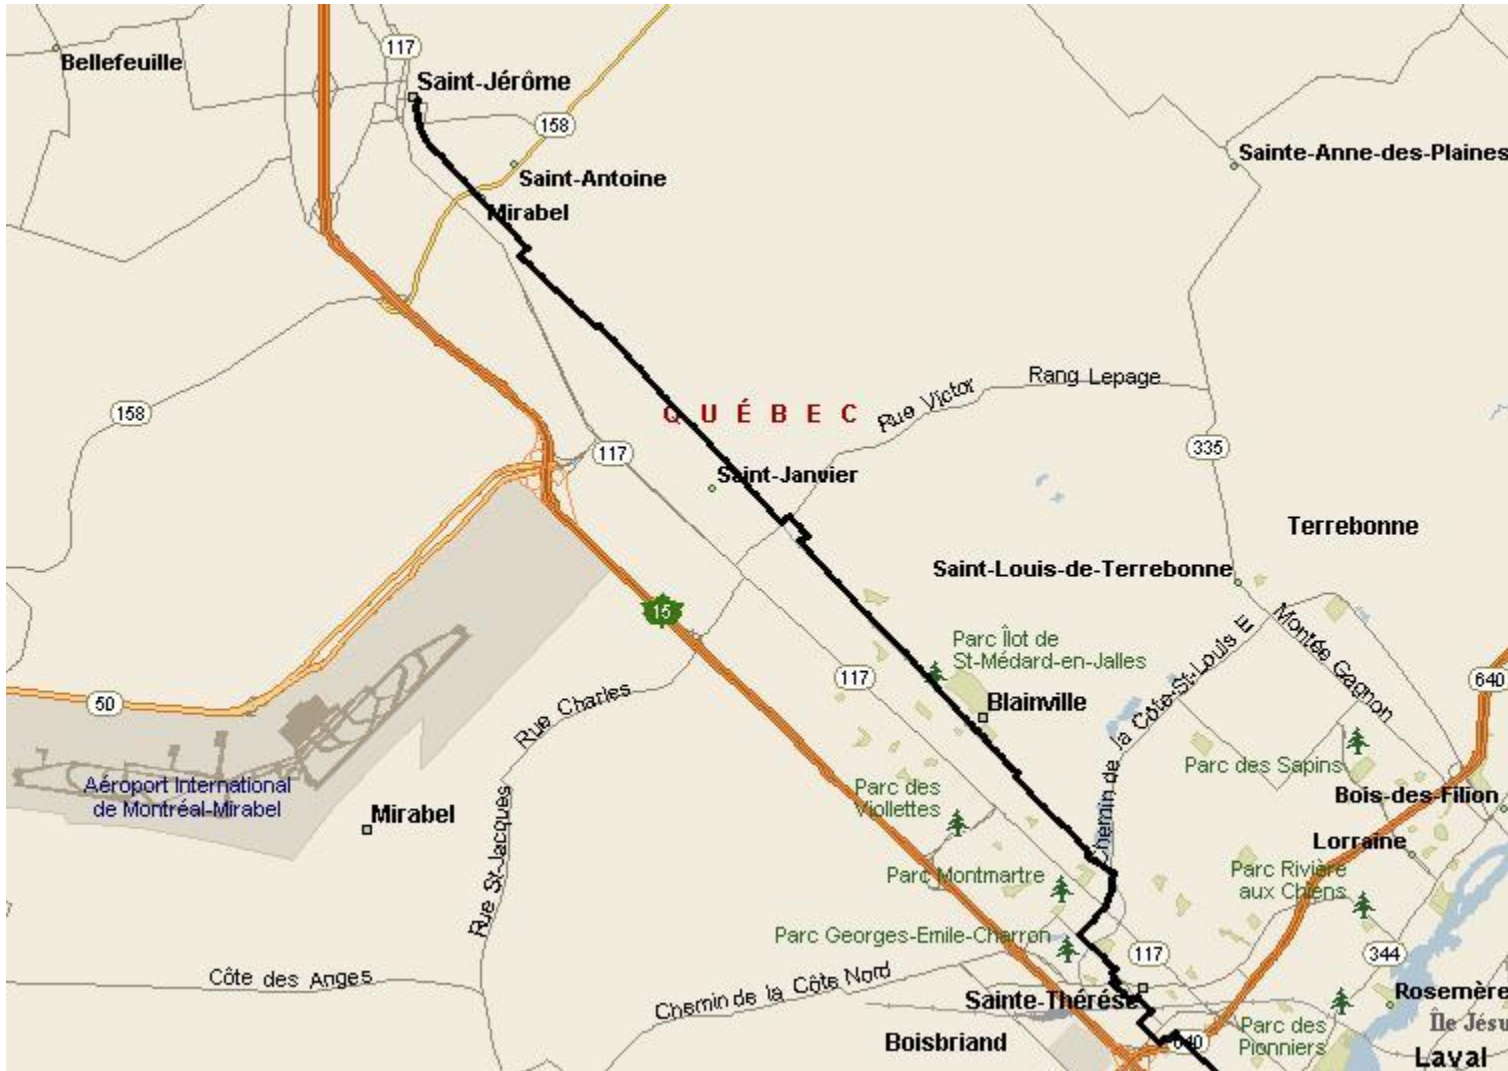 117
Bellefeuille
Saint-Jérôme
158
Sainte-Anne-des-Plaines
Saint-Antoine
Mirabel
Rang Lepage
Rue Victor
158
QUÉBEC
117
335
Saint-Janvier
Terrebonne
Saint-Louis-de-Terrebonne
15
Montée Gagnon
Parc Îlot de
St-Médard-en-Jalles
Chemin de la Côte-St-Louis E
117
640
Rue Charles
50
Blainville
Parc des Sapins
Aéroport International
de Montréal-Mirabel
Parc des
Viollettes
Bois-des-Filion
Mirabel
Rue St-Jacques
Lorraine
Parc Montmartre
Parc Rivière
aux Chiens
Parc Georges-Emile-Charron
117
344
Côte des Anges
Chemin de la Côte Nord
Sainte-Thérèse
Rosemère
Île Jésu
Boisbriand
640
Parc des
Pionniers
Laval